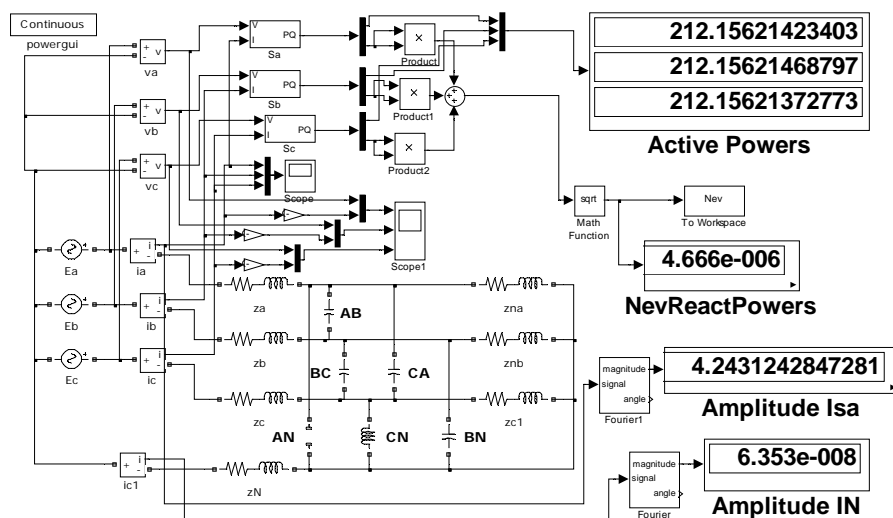 Continuous
powergui
+
-
v
va
+
-
v
vb
+
-
v
vc
V
I
PQ
Sa
V
I
PQ
Sb
V
I
PQ
Sc
×
Product
×
Product1
×
Product2
+
+
+
212.15621423403
212.15621468797
212.15621372773
Active Powers
Scope
Scope1
-
-
-
sqrt
Math
Function
Nev
To Workspace
4.666e-006
NevReactPowers
+
Ea
+
i
-
ia
+
Eb
+
i
-
ib
+
Ec
+
i
-
ic
za
zb
zc
zN
AB
BC
CA
AN
CN
BN
zna
znb
zc1
+
i
-
ic1
magnitude
signal
angle
Fourier1
4.2431242847281
Amplitude Isa
magnitude
signal
angle
Fourier
6.353e-008
Amplitude IN